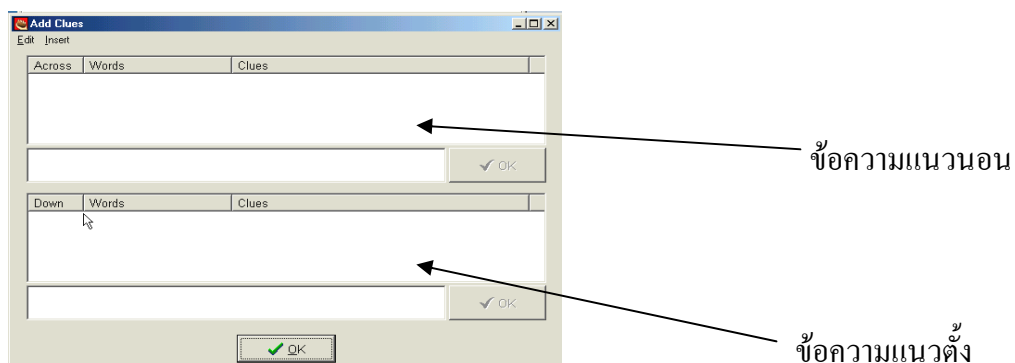 Add Clues
Edit Insert
Across Words Clues
OK
ข้อความแนวนอน
Down Words Clues
OK
ข้อความแนวตั้ง
OK